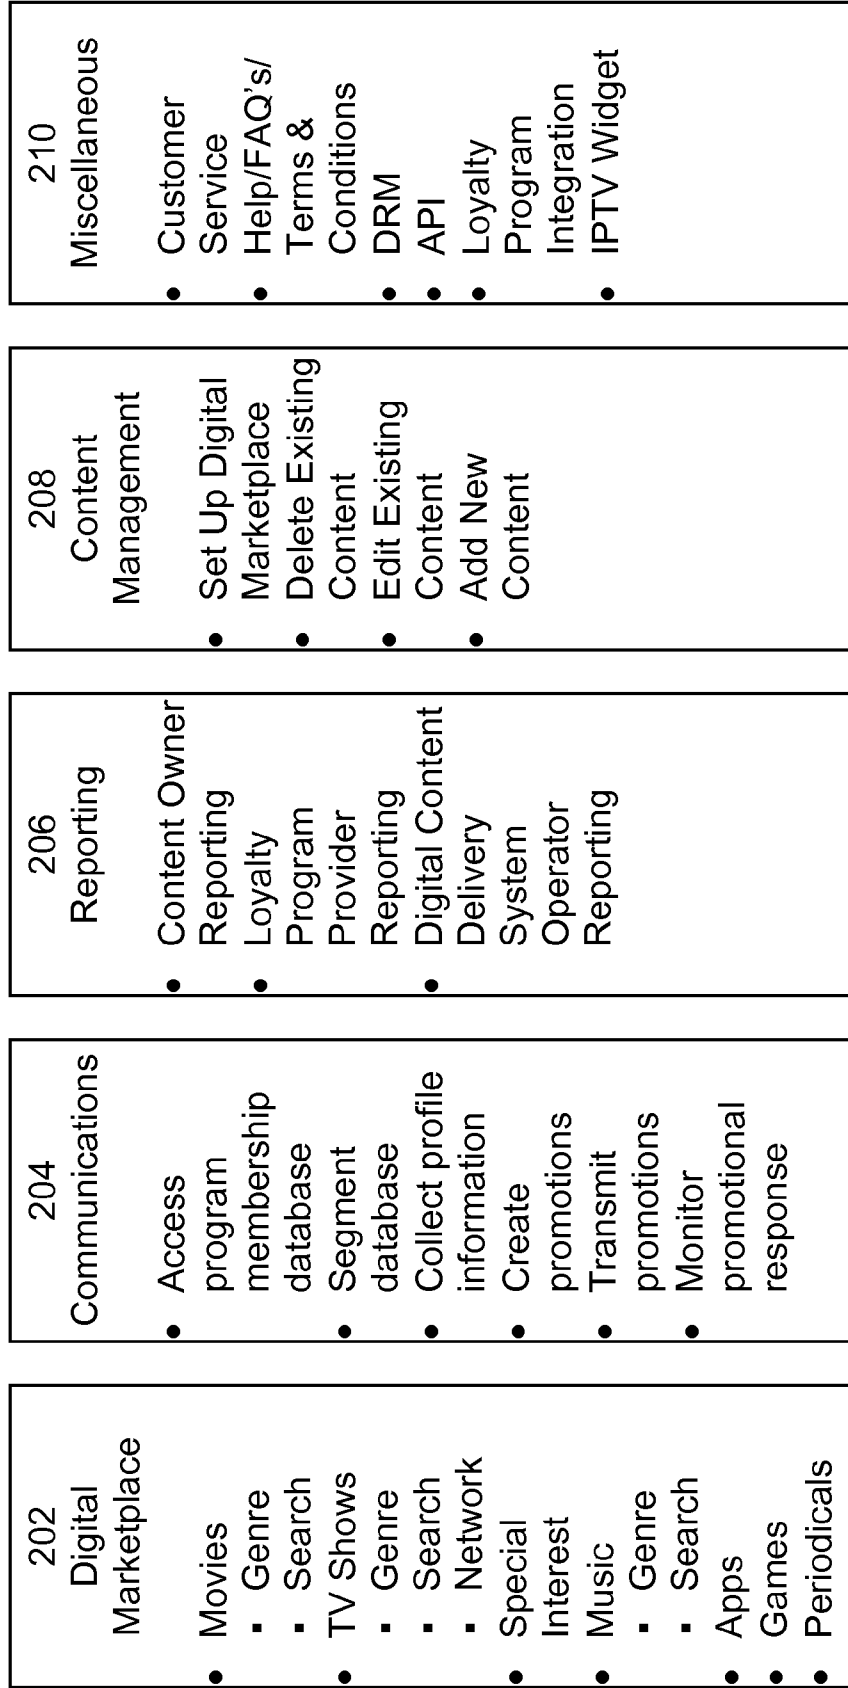 202
Digital
Marketplace
• Movies
▪ Genre
▪ Search
• TV Shows
▪ Genre
▪ Search
▪ Network
• Special
Interest
• Music
▪ Genre
▪ Search
• Apps
• Games
• Periodicals
204
Communications
• Access
program
membership
database
• Segment
database
• Collect profile
information
• Create
promotions
• Transmit
promotions
• Monitor
promotional
response
206
Reporting
• Content Owner
Reporting
• Loyalty
Program
Provider
Reporting
• Digital Content
Delivery
System
Operator
Reporting
208
Content
Management
• Set Up Digital
Marketplace
• Delete Existing
Content
• Edit Existing
Content
• Add New
Content
210
Miscellaneous
• Customer
Service
• Help/FAQ's/
Terms &
Conditions
• DRM
• API
• Loyalty
Program
Integration
• IPTV Widget